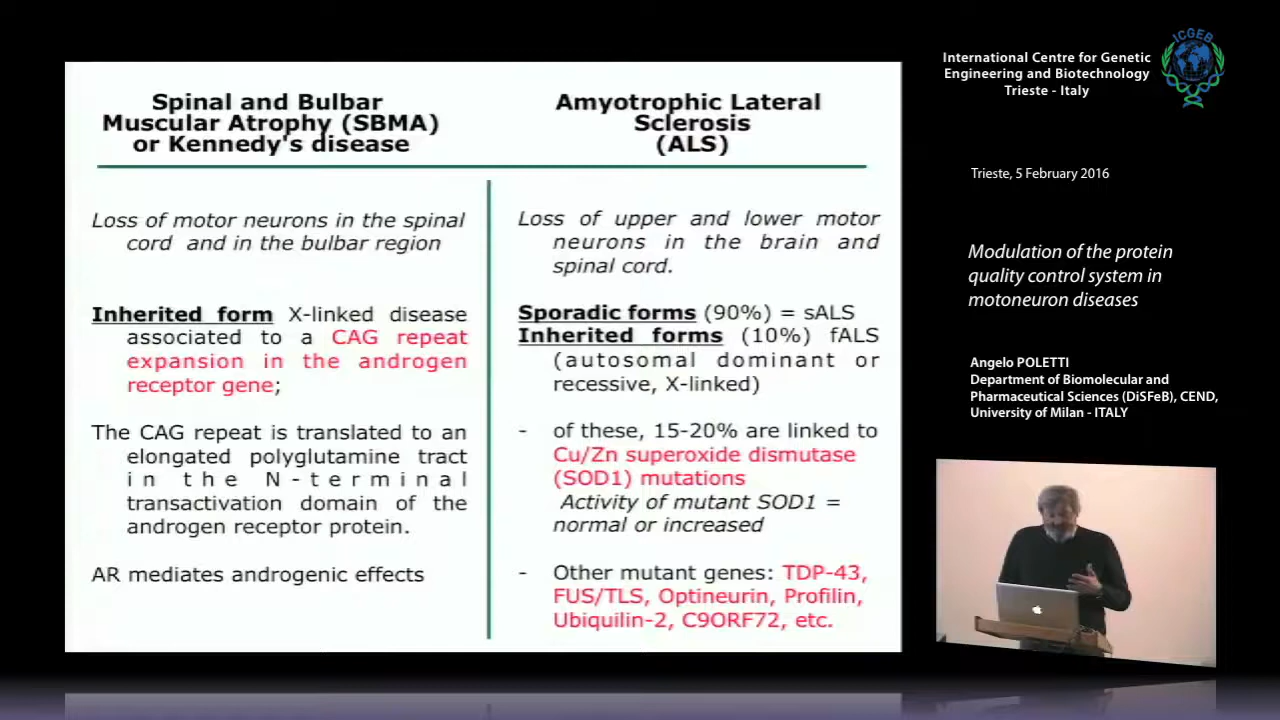 Spinal and Bulbar
Muscular Atrophy (SBMA)
or Kennedy's disease
Loss of motor neurons in the spinal
cord and in the bulbar region
Inherited form X-linked disease
associated to a CAG repeat
expansion in the androgen
receptor gene;
The CAG repeat is translated to an
elongated polyglutamine tract
in the N-terminal
transactivation domain of the
androgen receptor protein.
AR mediates androgenic effects
Amyotrophic Lateral
Sclerosis
(ALS)
Loss of upper and lower motor
neurons in the brain and
spinal cord.
Sporadic forms (90%) = sALS
Inherited forms (10%) fALS
(autosomal dominant or
recessive, X-linked)
- of these, 15-20% are linked to
Cu/Zn superoxide dismutase
(SOD1) mutations
Activity of mutant SOD1 =
normal or increased
- Other mutant genes: TDP-43,
FUS/TLS, Optineurin, Profilin,
Ubiquilin-2, C9ORF72, etc.
International Centre for Genetic
Engineering and Biotechnology
Trieste - Italy
ICGEB
Trieste, 5 February 2016
Modulation of the protein
quality control system in
motoneuron diseases
Angelo POLETTI
Department of Biomolecular and
Pharmaceutical Sciences (DiSFeB), CEND,
University of Milan - ITALY